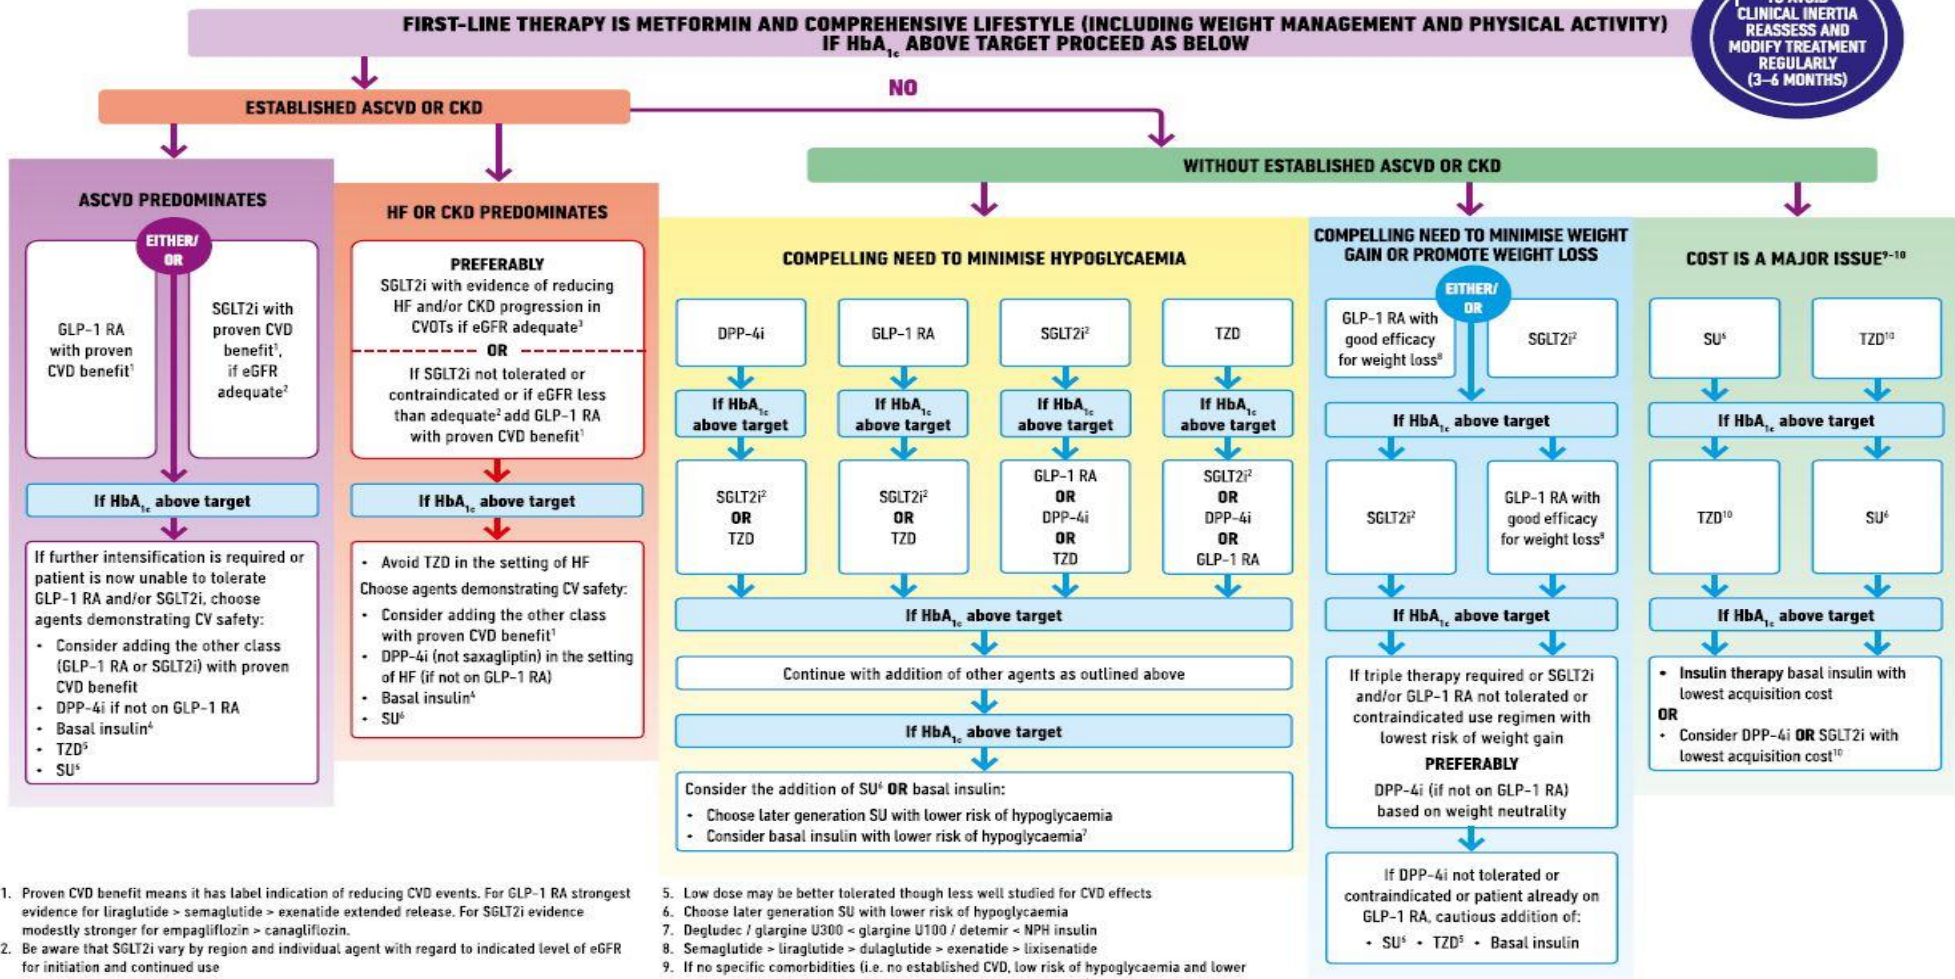 FIRST-LINE THERAPY IS METFORMIN AND COMPREHENSIVE LIFESTYLE (INCLUDING WEIGHT MANAGEMENT AND PHYSICAL ACTIVITY)
IF HbA1c ABOVE TARGET PROCEED AS BELOW
TO AVOID
CLINICAL INERTIA
REASSESS AND
MODIFY TREATMENT
REGULARLY
(3–6 MONTHS)
NO
ESTABLISHED ASCVD OR CKD
WITHOUT ESTABLISHED ASCVD OR CKD
ASCVD PREDOMINATES
EITHER/
OR
GLP-1 RA
with proven
CVD benefit¹
SGLT2i with
proven CVD
benefit¹,
if eGFR
adequate²
If HbA1c above target
If further intensification is required or
patient is now unable to tolerate
GLP-1 RA and/or SGLT2i, choose
agents demonstrating CV safety:
• Consider adding the other class
(GLP-1 RA or SGLT2i) with proven
CVD benefit
• DPP-4i if not on GLP-1 RA
• Basal insulin⁴
• TZD⁵
• SU⁶
HF OR CKD PREDOMINATES
PREFERABLY
SGLT2i with evidence of reducing
HF and/or CKD progression in
CVOTs if eGFR adequate³
OR
If SGLT2i not tolerated or
contraindicated or if eGFR less
than adequate² add GLP-1 RA
with proven CVD benefit¹
If HbA1c above target
• Avoid TZD in the setting of HF
Choose agents demonstrating CV safety:
• Consider adding the other class
with proven CVD benefit¹
• DPP-4i (not saxagliptin) in the setting
of HF (if not on GLP-1 RA)
• Basal insulin⁴
• SU⁶
COMPELLING NEED TO MINIMISE HYPOGLYCAEMIA
DPP-4i
If HbA1c
above target
SGLT2i²
OR
TZD
GLP-1 RA
If HbA1c
above target
SGLT2i²
OR
TZD
SGLT2i²
If HbA1c
above target
GLP-1 RA
OR
DPP-4i
OR
TZD
TZD
If HbA1c
above target
SGLT2i²
OR
DPP-4i
OR
GLP-1 RA
If HbA1c above target
Continue with addition of other agents as outlined above
If HbA1c above target
Consider the addition of SU⁶ OR basal insulin:
• Choose later generation SU with lower risk of hypoglycaemia
• Consider basal insulin with lower risk of hypoglycaemia⁷
COMPELLING NEED TO MINIMISE WEIGHT
GAIN OR PROMOTE WEIGHT LOSS
EITHER/
OR
GLP-1 RA with
good efficacy
for weight loss⁸
SGLT2i²
If HbA1c above target
SGLT2i²
GLP-1 RA with
good efficacy
for weight loss⁸
If HbA1c above target
If triple therapy required or SGLT2i
and/or GLP-1 RA not tolerated or
contraindicated use regimen with
lowest risk of weight gain
PREFERABLY
DPP-4i (if not on GLP-1 RA)
based on weight neutrality
If DPP-4i not tolerated or
contraindicated or patient already on
GLP-1 RA, cautious addition of:
• SU⁶ • TZD⁵ • Basal insulin
COST IS A MAJOR ISSUE⁹⁻¹⁰
SU⁶
TZD¹⁰
If HbA1c above target
TZD¹⁰
SU⁶
If HbA1c above target
• Insulin therapy basal insulin with
lowest acquisition cost
OR
• Consider DPP-4i OR SGLT2i with
lowest acquisition cost¹⁰
1. Proven CVD benefit means it has label indication of reducing CVD events. For GLP-1 RA strongest
evidence for liraglutide > semaglutide > exenatide extended release. For SGLT2i evidence
modestly stronger for empagliflozin > canagliflozin.
2. Be aware that SGLT2i vary by region and individual agent with regard to indicated level of eGFR
for initiation and continued use
5. Low dose may be better tolerated though less well studied for CVD effects
6. Choose later generation SU with lower risk of hypoglycaemia
7. Degludec / glargine U300 < glargine U100 / detemir < NPH insulin
8. Semaglutide > liraglutide > dulaglutide > exenatide > lixisenatide
9. If no specific comorbidities (i.e. no established CVD, low risk of hypoglycaemia and lower